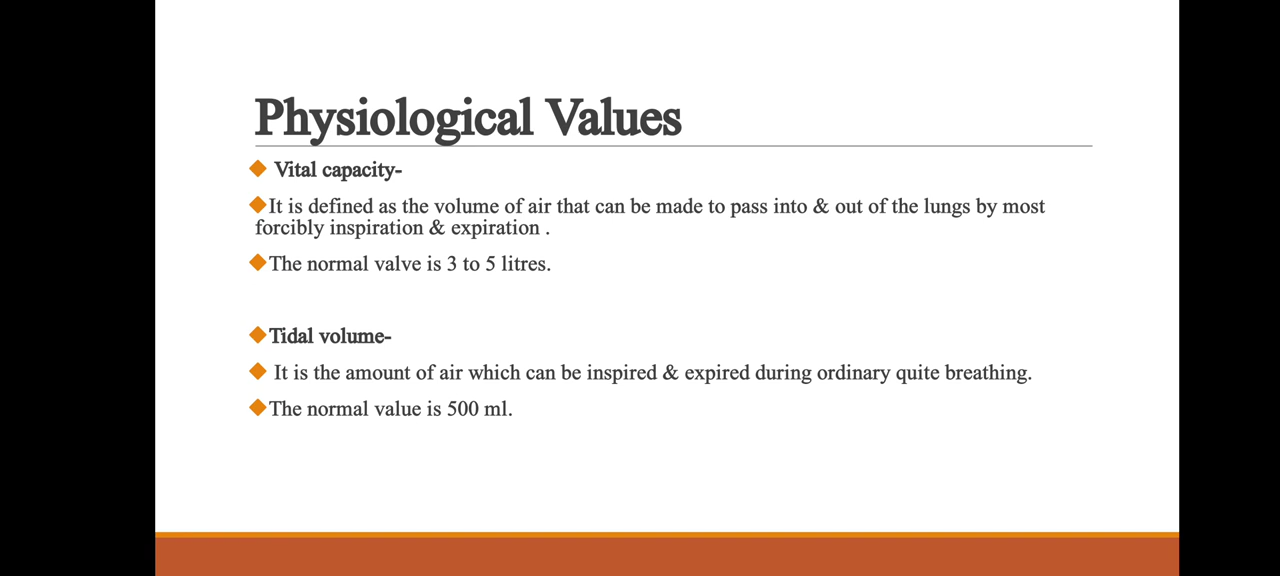 Physiological Values
Vital capacity-
It is defined as the volume of air that can be made to pass into & out of the lungs by most
forcibly inspiration & expiration .
The normal valve is 3 to 5 litres.
Tidal volume-
It is the amount of air which can be inspired & expired during ordinary quite breathing.
The normal value is 500 ml.